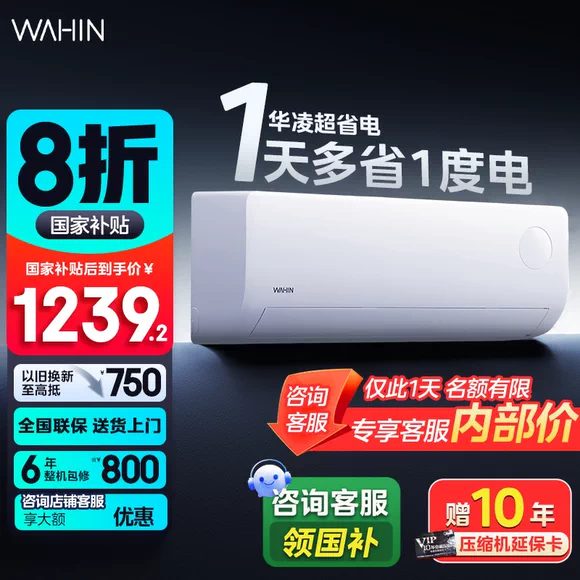 WAHIN
1
华凌超省电
天多省1度电
8折
国家补贴
国家补贴后到手价¥
1239.2
以旧换新
至高抵
¥750
全国联保 送货上门
6年
整机包修
800
咨询店铺客服
享大额
优惠
WAHIN
咨询
客服
仅此1天 名额有限
专享客服内部价
咨询客服
领国补
赠10年
压缩机延保卡
VIP